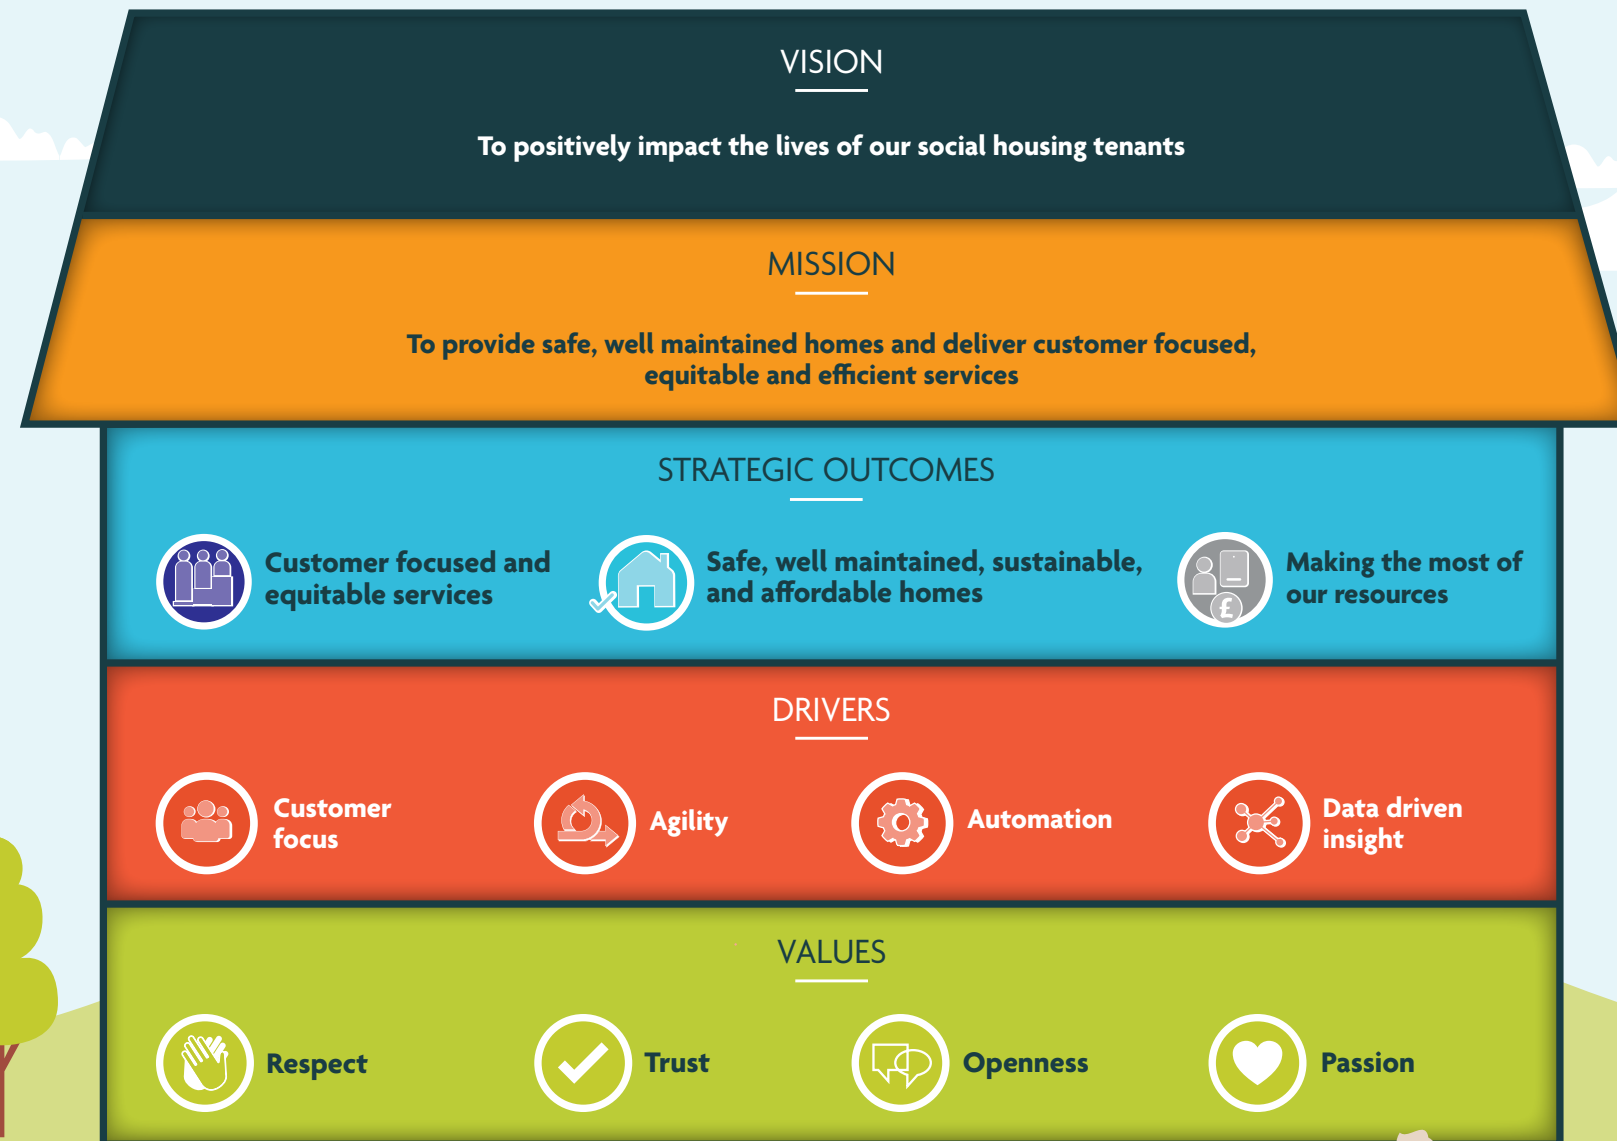 VISION
To positively impact the lives of our social housing tenants
MISSION
To provide safe, well maintained homes and deliver customer focused,
equitable and efficient services
STRATEGIC OUTCOMES
Customer focused and
equitable services
Safe, well maintained, sustainable,
and affordable homes
£
Making the most of
our resources
DRIVERS
Customer
focus
Agility
Automation
Data driven
insight
VALUES
Respect
Trust
Openness
Passion